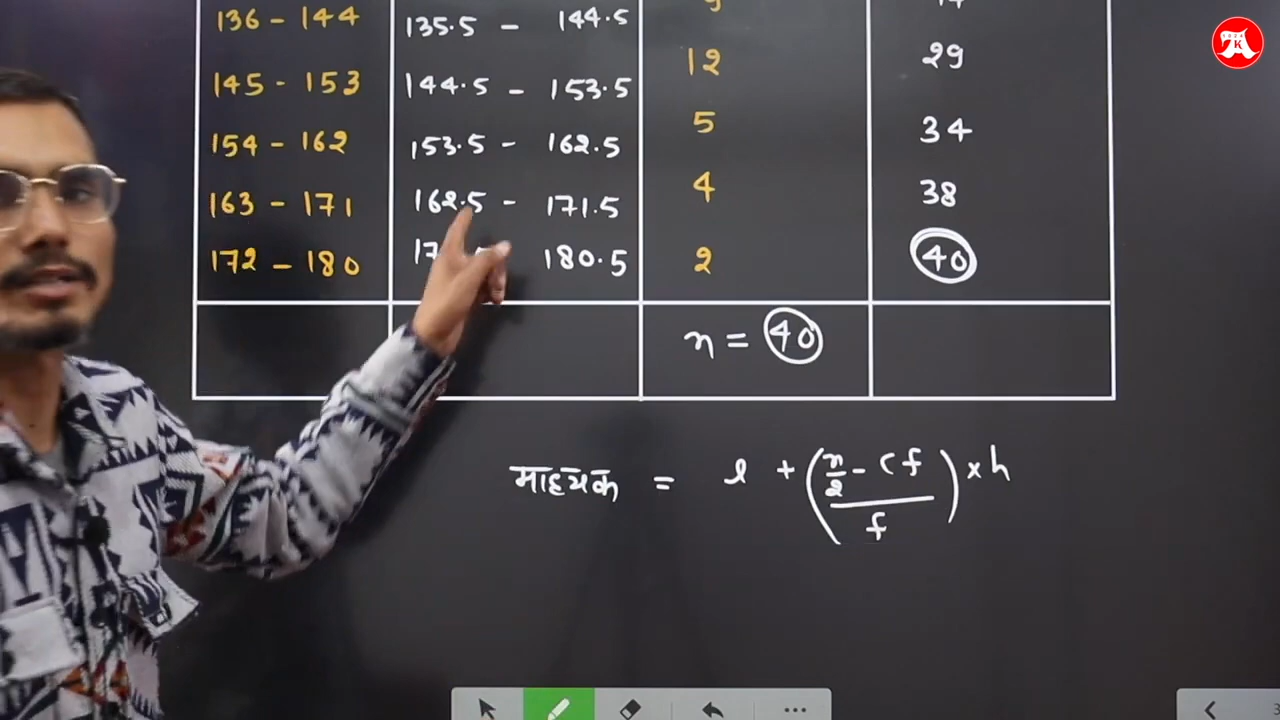 136 - 144 135.5 - 144.5
145 - 153 144.5 - 153.5 12 29
154 - 162 153.5 - 162.5 5 34
163 - 171 162.5 - 171.5 4 38
172 - 180 180.5 2 40
n = 40
माध्यक = l + (n/2 - cf / f) × h